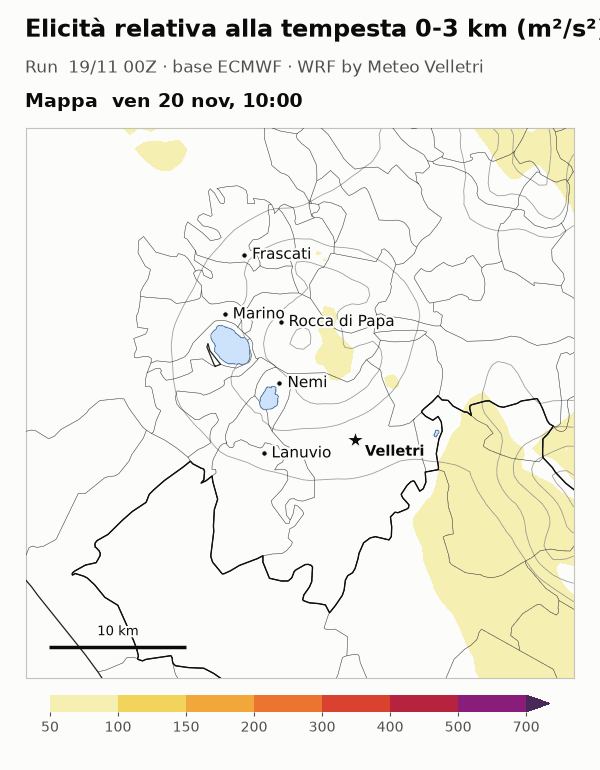 Elicità relativa alla tempesta 0-3 km (m²/s²)
Run  19/11 00Z · base ECMWF · WRF by Meteo Velletri
Mappa  ven 20 nov, 10:00
Frascati
Marino
Rocca di Papa
Nemi
Lanuvio
Velletri
10 km
50 100 150 200 300 400 500 700